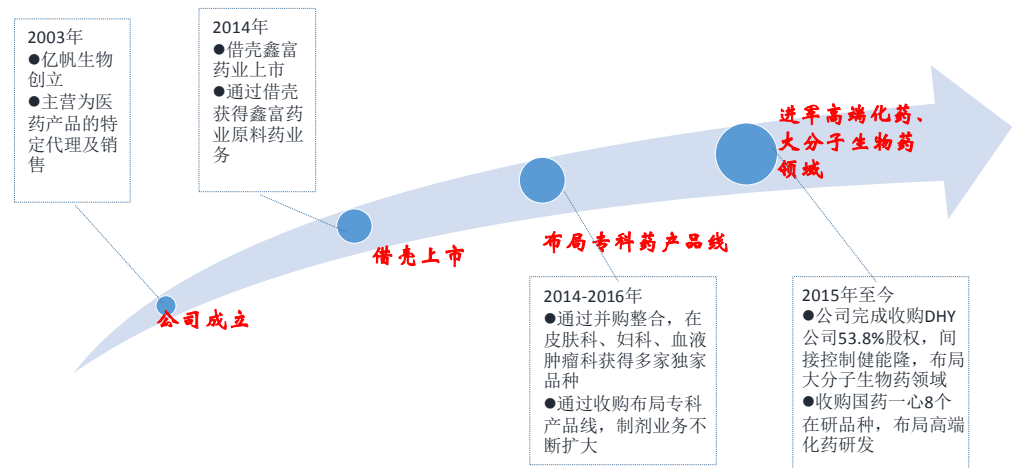 2003年
●亿帆生物
创立
●主营为医
药产品的特
定代理及销
售
公司成立
2014年
●借壳鑫富
药业上市
●通过借壳
获得鑫富药
业原料药业
务
借壳上市
布局专科药产品线
2014-2016年
●通过并购整合，在
皮肤科、妇科、血液
肿瘤科获得多家独家
品种
●通过收购布局专科
产品线，制剂业务不
断扩大
进军高端化药、
大分子生物药
领域
2015年至今
●公司完成收购DHY
公司53.8%股权，间
接控制健能隆，布局
大分子生物药领域
●收购国药一心8个
在研品种，布局高端
化药研发